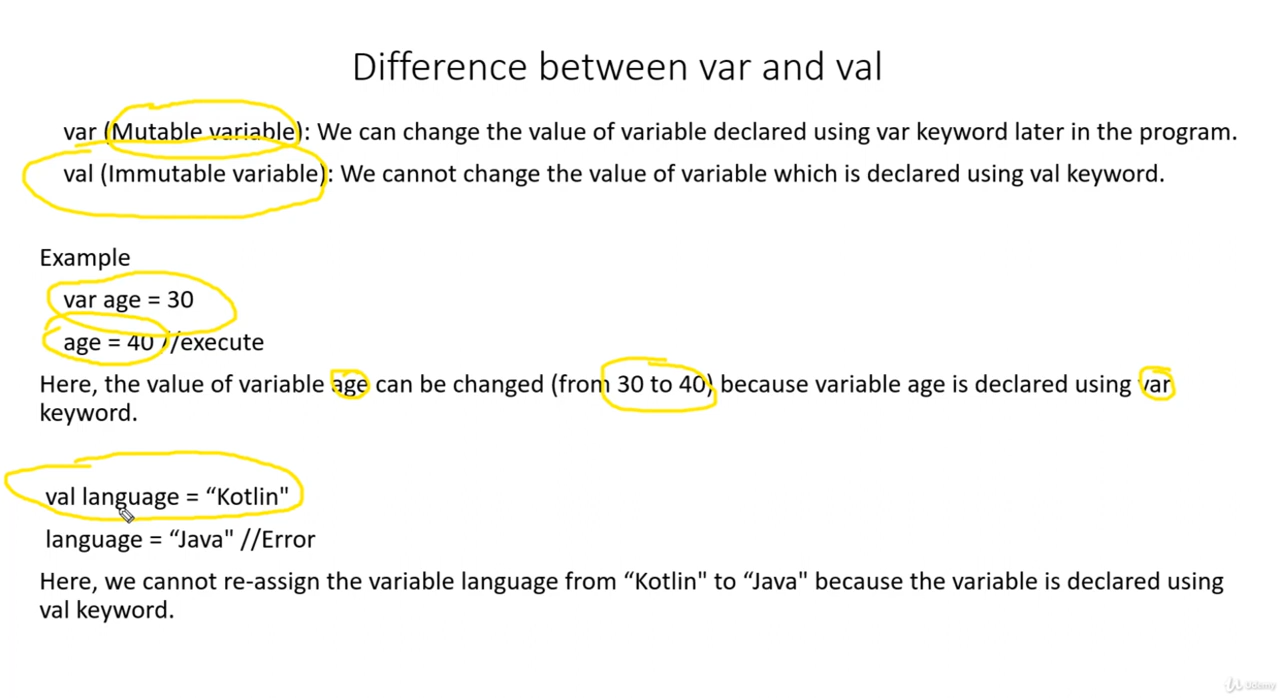 Difference between var and val
var (Mutable variable): We can change the value of variable declared using var keyword later in the program.
val (Immutable variable): We cannot change the value of variable which is declared using val keyword.
Example
var age = 30
age = 40 //execute
Here, the value of variable age can be changed (from 30 to 40) because variable age is declared using var
keyword.
val language = “Kotlin"
language = “Java" //Error
Here, we cannot re-assign the variable language from “Kotlin" to “Java" because the variable is declared using
val keyword.
Udemy